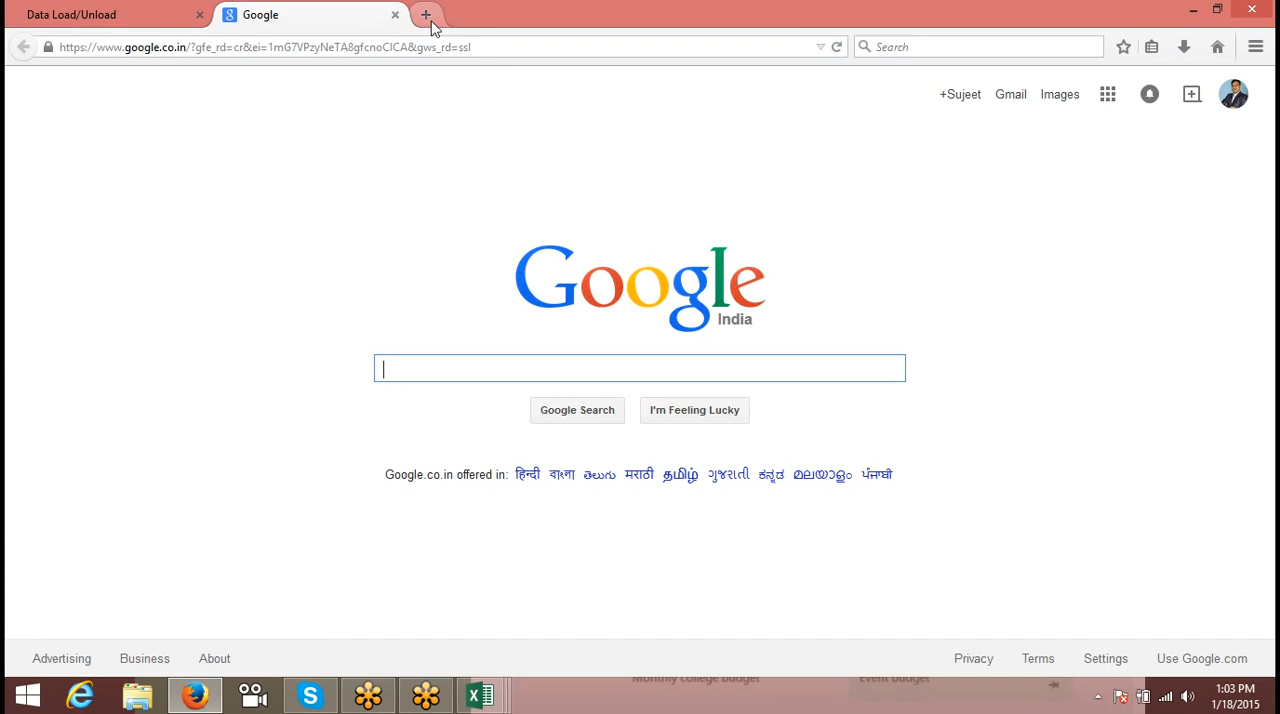 Data Load/Unload
Google
https://www.google.co.in/?gfe_rd=cr&ei=1mG7VPzyNeTA8gfcnoCICA&gws_rd=ssl
Search
+Sujeet Gmail Images
Google
India
Google Search I'm Feeling Lucky
Google.co.in offered in: हिन्दी বাংলা తెలుగు मराठी தமிழ் ગુજરાતી ಕನ್ನಡ മലയാളം ਪੰਜਾਬੀ
Advertising Business About Privacy Terms Settings Use Google.com
Monthly college budget Event budget
1:03 PM
1/18/2015